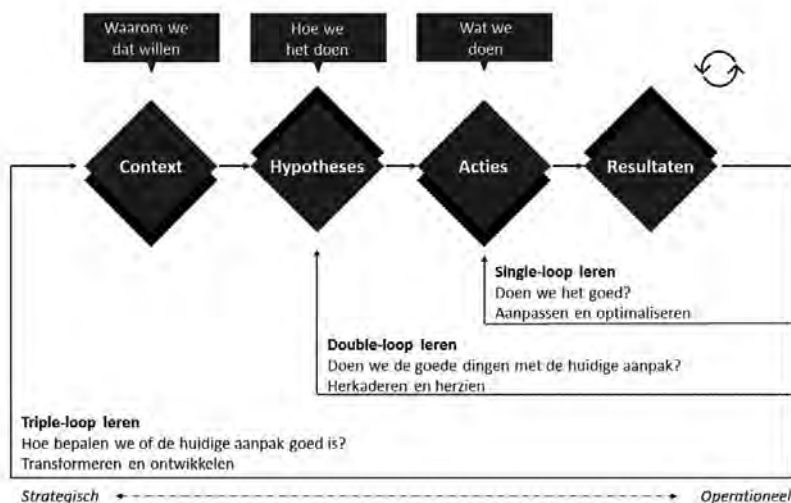 Waarom we
dat willen
Hoe we
het doen
Wat we
doen
Context
Hypotheses
Acties
Resultaten
Single-loop leren
Doen we het goed?
Aanpassen en optimaliseren
Double-loop leren
Doen we de goede dingen met de huidige aanpak?
Herkaderen en herzien
Triple-loop leren
Hoe bepalen we of de huidige aanpak goed is?
Transformeren en ontwikkelen
Strategisch
Operationeel